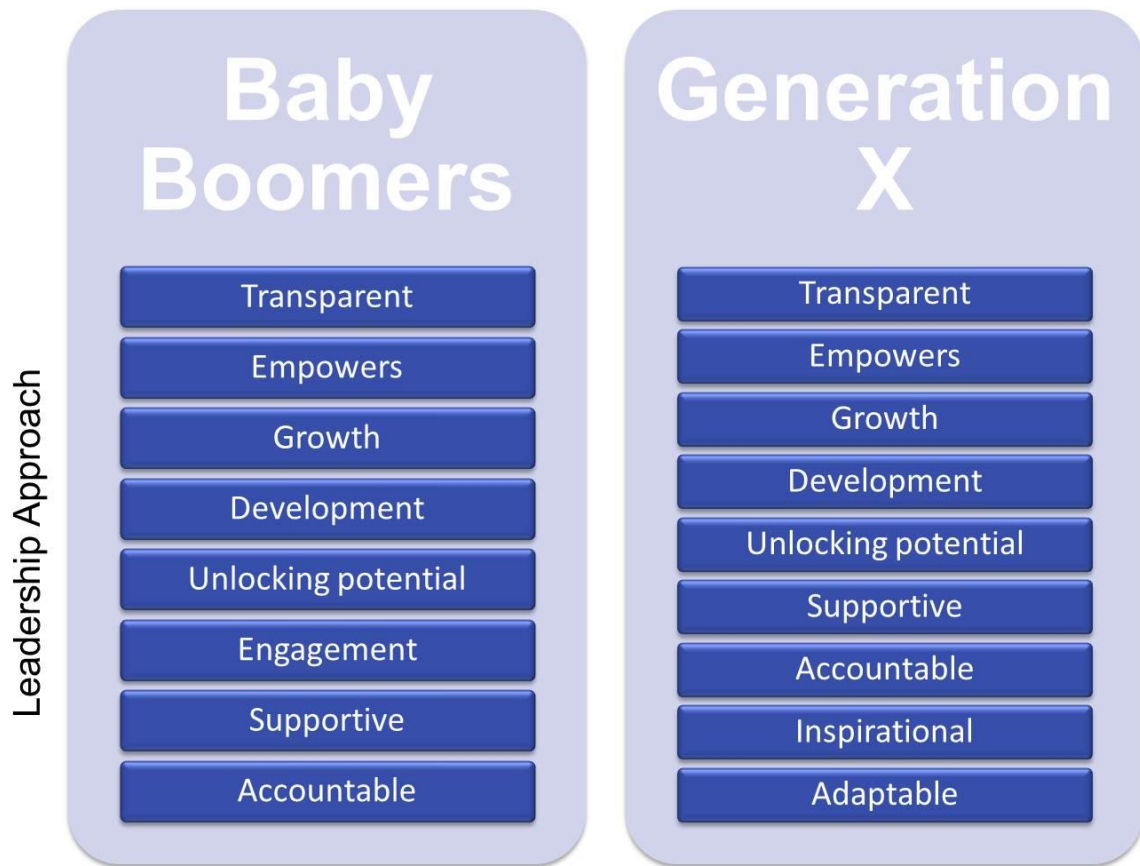 Leadership Approach
Baby
Boomers
Transparent
Empowers
Growth
Development
Unlocking potential
Engagement
Supportive
Accountable
Generation
X
Transparent
Empowers
Growth
Development
Unlocking potential
Supportive
Accountable
Inspirational
Adaptable